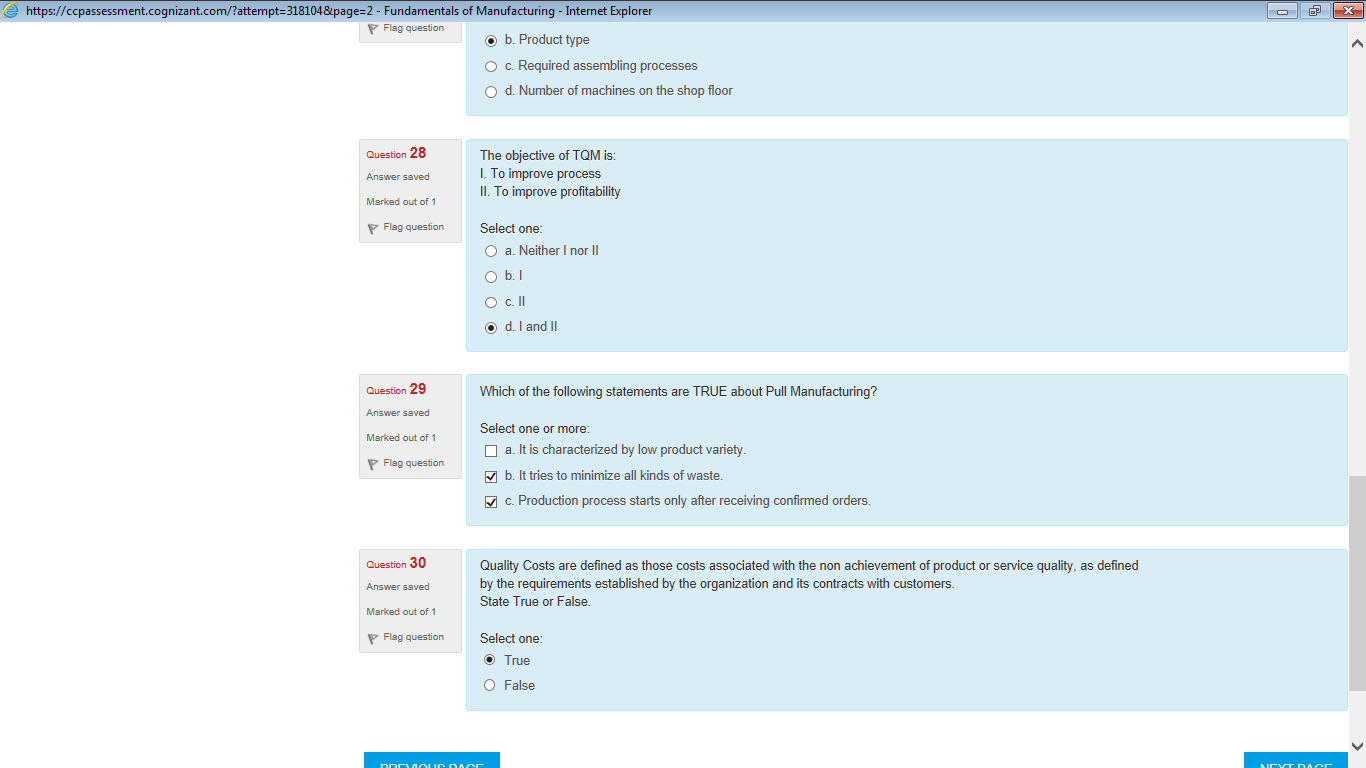 https://ccpassessment.cognizant.com/?attempt=318104&page=2 - Fundamentals of Manufacturing - Internet Explorer
Flag question
b. Product type
c. Required assembling processes
d. Number of machines on the shop floor
Question 28
Answer saved
Marked out of 1
Flag question
The objective of TQM is:
I. To improve process
II. To improve profitability
Select one:
a. Neither I nor II
b. I
c. II
d. I and II
Question 29
Answer saved
Marked out of 1
Flag question
Which of the following statements are TRUE about Pull Manufacturing?
Select one or more:
a. It is characterized by low product variety.
b. It tries to minimize all kinds of waste.
c. Production process starts only after receiving confirmed orders.
Question 30
Answer saved
Marked out of 1
Flag question
Quality Costs are defined as those costs associated with the non achievement of product or service quality, as defined
by the requirements established by the organization and its contracts with customers.
State True or False.
Select one:
True
False
PREVIOUS PAGE
NEXT PAGE